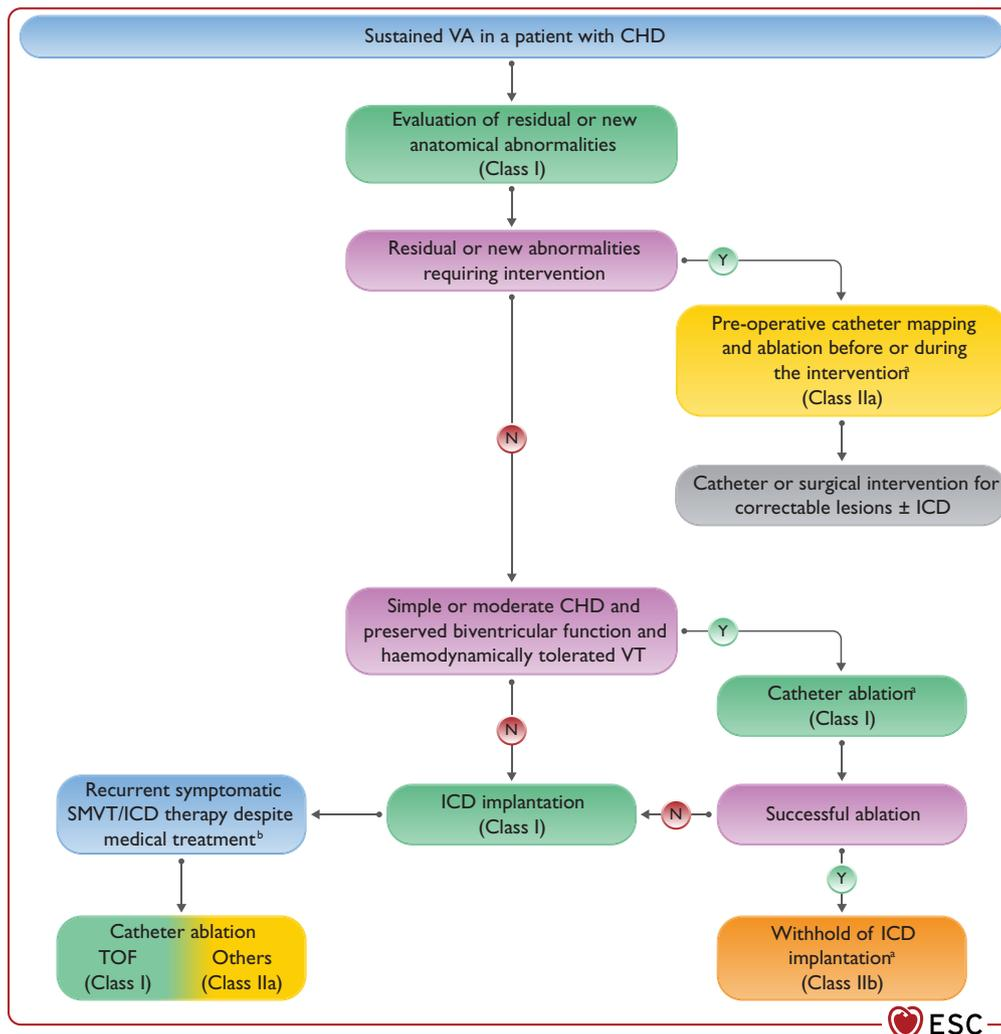 Sustained VA in a patient with CHD
Evaluation of residual or new
anatomical abnormalities
(Class I)
Residual or new abnormalities
requiring intervention
Y
Pre-operative catheter mapping
and ablation before or during
the interventionᵃ
(Class IIa)
N
Catheter or surgical intervention for
correctable lesions ± ICD
Simple or moderate CHD and
preserved biventricular function and
haemodynamically tolerated VT
Y
Catheter ablationᵃ
(Class I)
N
Recurrent symptomatic
SMVT/ICD therapy despite
medical treatmentᵇ
ICD implantation
(Class I)
N
Successful ablation
Y
Catheter ablation
TOF
(Class I)
Others
(Class IIa)
Withhold of ICD
implantationᵃ
(Class IIb)
ESC